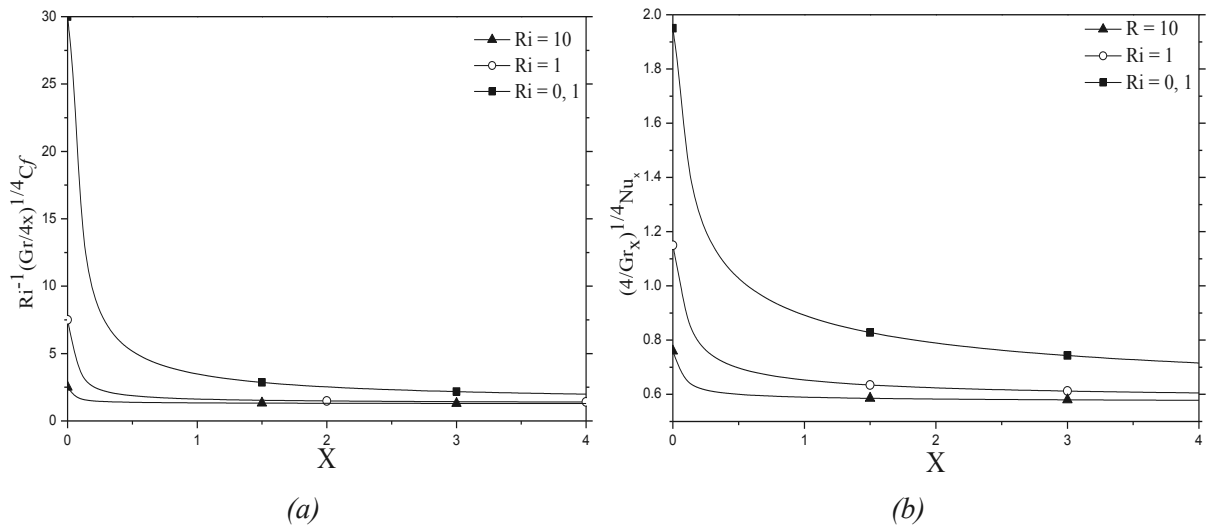 30
25
20
15
10
5
0
Ri⁻¹(Gr/4x)¹/⁴Cf
Ri = 10
Ri = 1
Ri = 0, 1
0 1 2 3 4
X
(a)
2.0
1.8
1.6
1.4
1.2
1.0
0.8
0.6
(4/Grₓ)¹/⁴Nuₓ
R = 10
Ri = 1
Ri = 0, 1
0 1 2 3 4
X
(b)